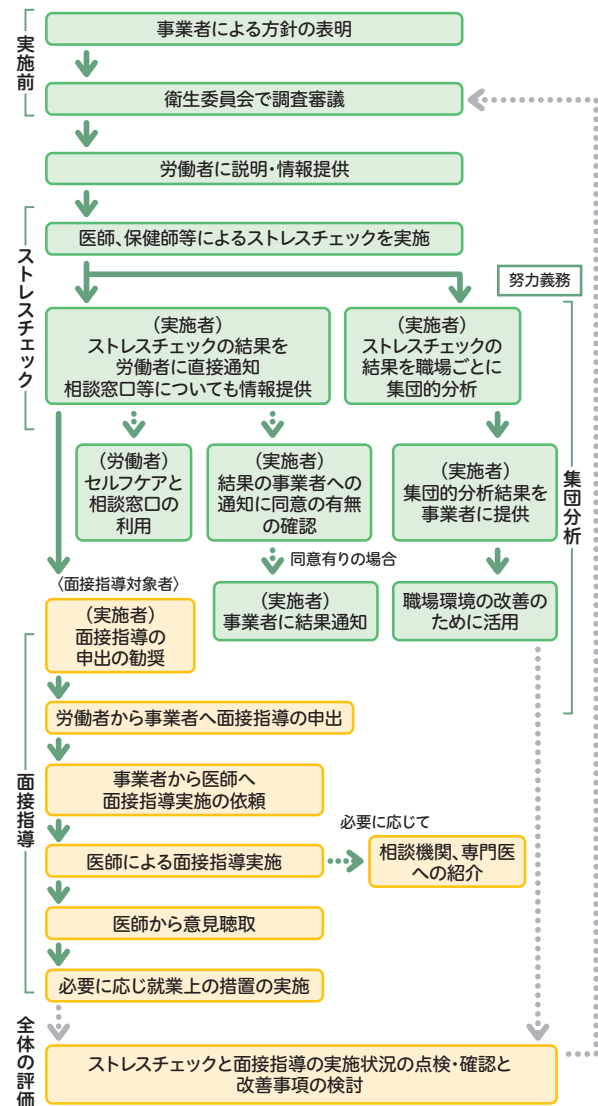 実施前
事業者による方針の表明
衛生委員会で調査審議
労働者に説明・情報提供
ストレスチェック
医師、保健師等によるストレスチェックを実施
努力義務
（実施者）
ストレスチェックの結果を
労働者に直接通知
相談窓口等についても情報提供
（実施者）
ストレスチェックの
結果を職場ごとに
集団的分析
集団分析
（労働者）
セルフケアと
相談窓口の
利用
（実施者）
結果の事業者への
通知に同意の有無
の確認
（実施者）
集団的分析結果を
事業者に提供
同意有りの場合
（実施者）
事業者に結果通知
職場環境の改善の
ために活用
〈面接指導対象者〉
（実施者）
面接指導の
申出の勧奨
面接指導
労働者から事業者へ面接指導の申出
事業者から医師へ
面接指導実施の依頼
医師による面接指導実施
必要に応じて
相談機関、専門医
への紹介
医師から意見聴取
必要に応じ就業上の措置の実施
全体の評価
ストレスチェックと面接指導の実施状況の点検・確認と
改善事項の検討